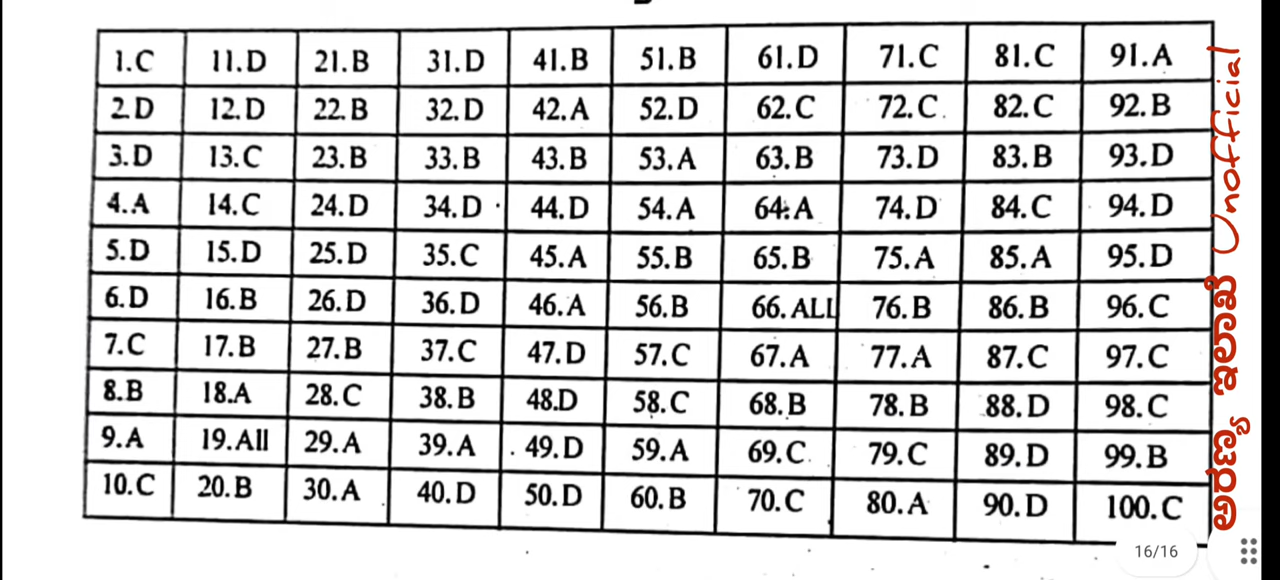 1.C 11.D 21.B 31.D 41.B 51.B 61.D 71.C 81.C 91.A
2.D 12.D 22.B 32.D 42.A 52.D 62.C 72.C 82.C 92.B
3.D 13.C 23.B 33.B 43.B 53.A 63.B 73.D 83.B 93.D
4.A 14.C 24.D 34.D 44.D 54.A 64.A 74.D 84.C 94.D
5.D 15.D 25.D 35.C 45.A 55.B 65.B 75.A 85.A 95.D
6.D 16.B 26.D 36.D 46.A 56.B 66.ALL 76.B 86.B 96.C
7.C 17.B 27.B 37.C 47.D 57.C 67.A 77.A 87.C 97.C
8.B 18.A 28.C 38.B 48.D 58.C 68.B 78.B 88.D 98.C
9.A 19.All 29.A 39.A 49.D 59.A 69.C 79.C 89.D 99.B
10.C 20.B 30.A 40.D 50.D 60.B 70.C 80.A 90.D 100.C
ಅರಣ್ಯ ಇಲಾಖೆ Unofficial
16/16